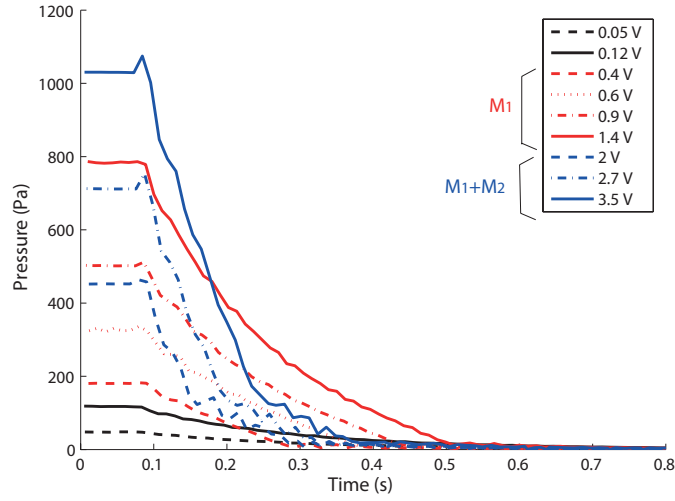 1200
1000
800
600
400
200
0
Pressure (Pa)
0 0.1 0.2 0.3 0.4 0.5 0.6 0.7 0.8
Time (s)
0.05 V
0.12 V
0.4 V
0.6 V
0.9 V
1.4 V
2 V
2.7 V
3.5 V
M1
M1+M2